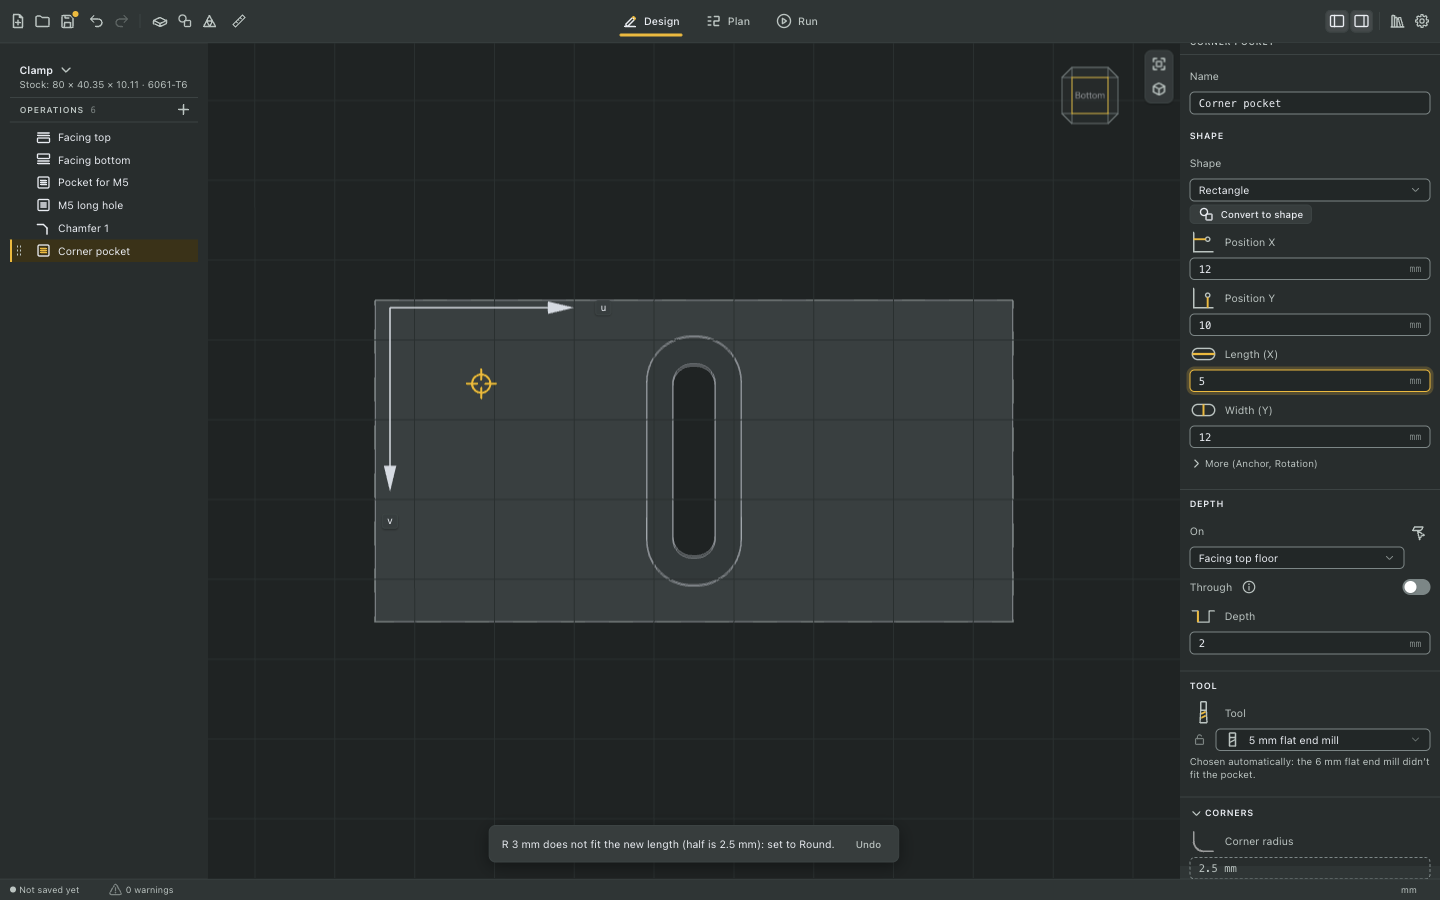 Design
Plan
Run
Clamp
Stock: 80 × 40.35 × 10.11 · 6061-T6
OPERATIONS 6
Facing top
Facing bottom
Pocket for M5
M5 long hole
Chamfer 1
Corner pocket
u
v
Bottom
R 3 mm does not fit the new length (half is 2.5 mm): set to Round. Undo
CORNER POCKET
Name
Corner pocket
SHAPE
Shape
Rectangle
Convert to shape
Position X
12 mm
Position Y
10 mm
Length (X)
5 mm
Width (Y)
12 mm
More (Anchor, Rotation)
DEPTH
On
Facing top floor
Through
Depth
2 mm
TOOL
Tool
5 mm flat end mill
Chosen automatically: the 6 mm flat end mill didn't
fit the pocket.
CORNERS
Corner radius
2.5 mm
Not saved yet
0 warnings
mm